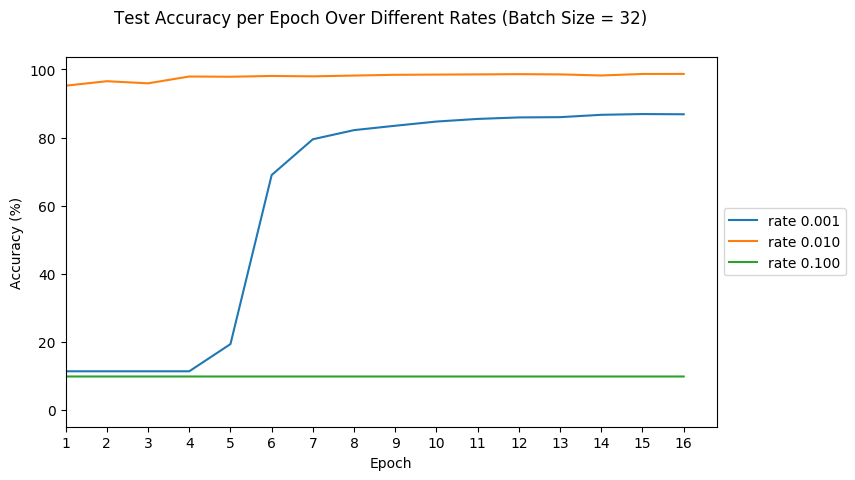 Test Accuracy per Epoch Over Different Rates (Batch Size = 32)
100
80
60
40
20
0
Accuracy (%)
1 2 3 4 5 6 7 8 9 10 11 12 13 14 15 16
Epoch
rate 0.001
rate 0.010
rate 0.100